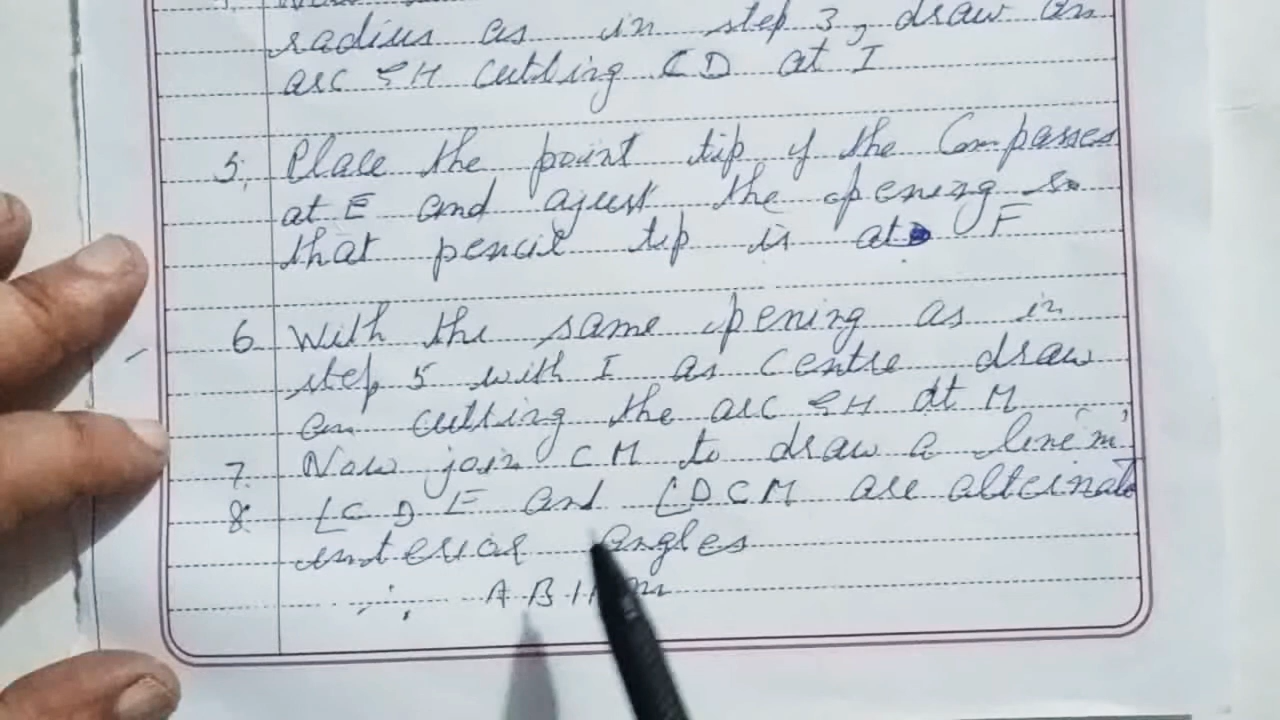 radius as in step 3, draw an
arc GH cutting CD at I
5. Place the point tip of the Compasses
at E and ajust the opening so
that pencil tip is at F
6 With the same opening as in
step 5 with I as centre draw
an cutting the arc GH at M
7. Now join CM to draw a line 'm'
8. ∠CDE and ∠DCM are alternate
interior angles
∴ AB || m